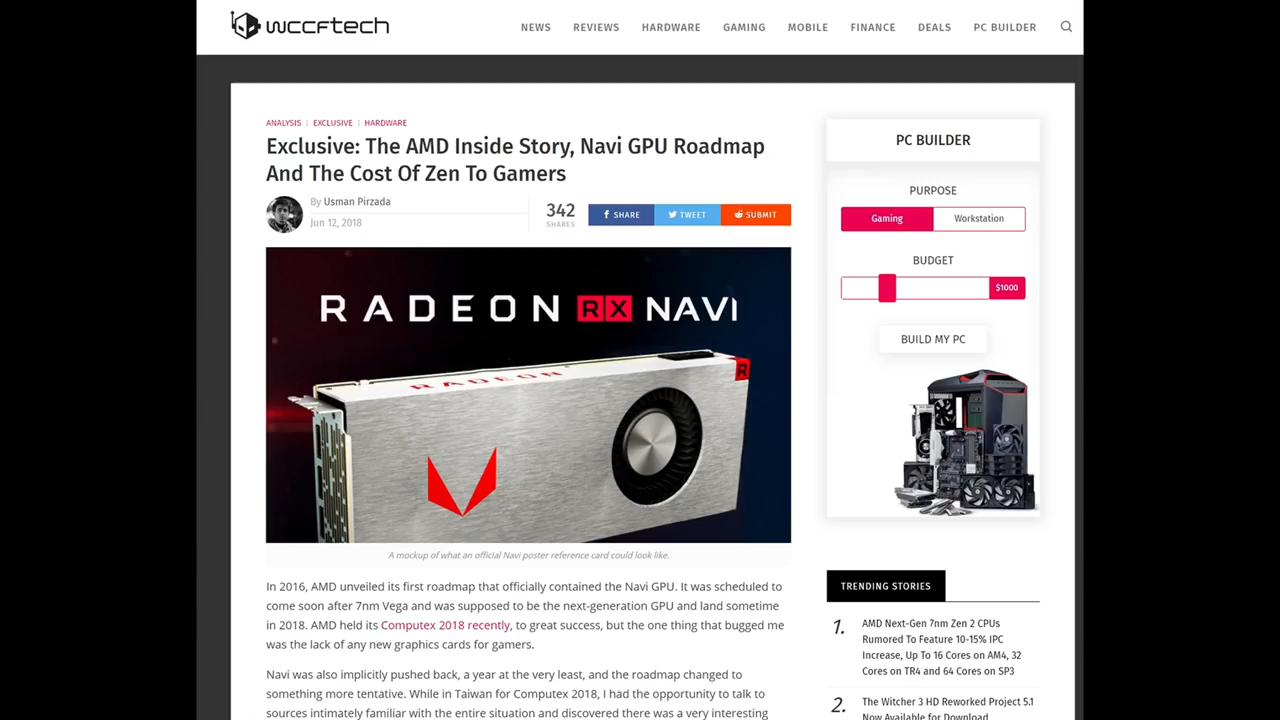 wccftech
NEWS REVIEWS HARDWARE GAMING MOBILE FINANCE DEALS PC BUILDER
ANALYSIS EXCLUSIVE HARDWARE
Exclusive: The AMD Inside Story, Navi GPU Roadmap
And The Cost Of Zen To Gamers
By Usman Pirzada
Jun 12, 2018
342
SHARES
SHARE TWEET SUBMIT
RADEON RX NAVI
RADEON
R
A mockup of what an official Navi poster reference card could look like.
In 2016, AMD unveiled its first roadmap that officially contained the Navi GPU. It was scheduled to
come soon after 7nm Vega and was supposed to be the next-generation GPU and land sometime
in 2018. AMD held its Computex 2018 recently, to great success, but the one thing that bugged me
was the lack of any new graphics cards for gamers.
Navi was also implicitly pushed back, a year at the very least, and the roadmap changed to
something more tentative. While in Taiwan for Computex 2018, I had the opportunity to talk to
sources intimately familiar with the entire situation and discovered there was a very interesting
PC BUILDER
PURPOSE
Gaming Workstation
BUDGET
$1000
BUILD MY PC
TRENDING STORIES
1.
AMD Next-Gen 7nm Zen 2 CPUs
Rumored To Feature 10-15% IPC
Increase, Up To 16 Cores on AM4, 32
Cores on TR4 and 64 Cores on SP3
2.
The Witcher 3 HD Reworked Project 5.1
Now Available for Download